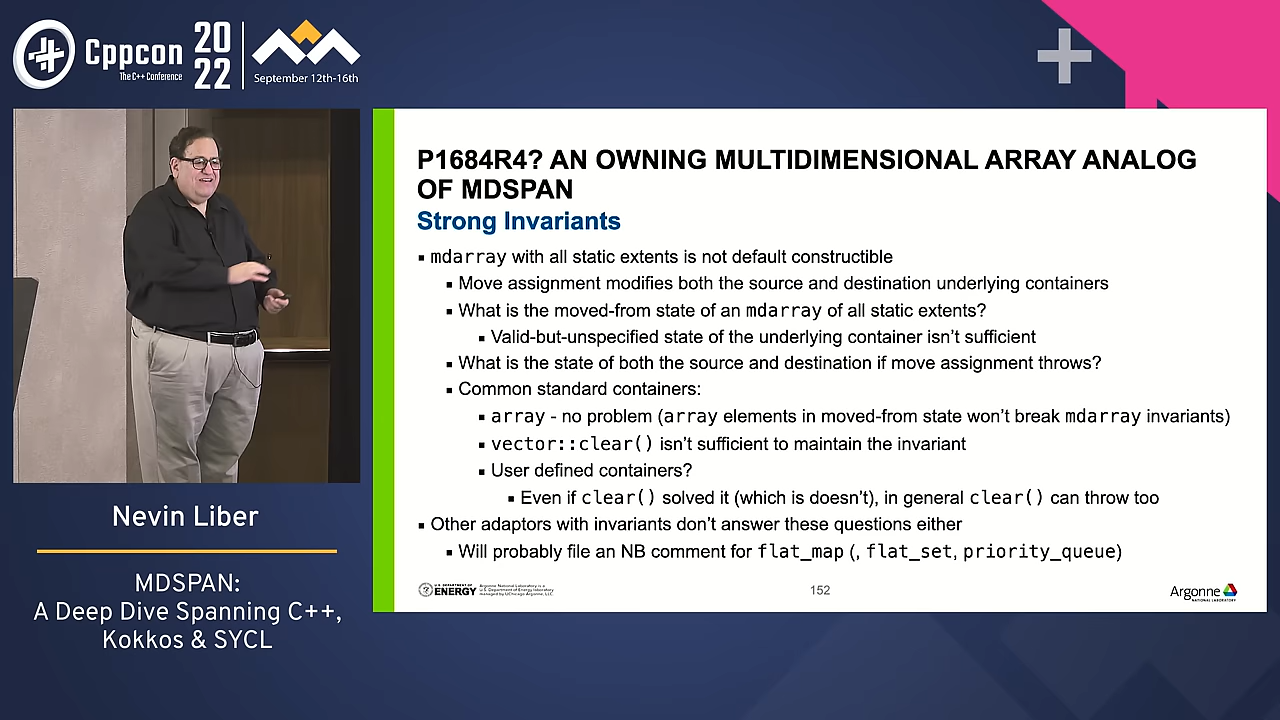 Cppcon
The C++ Conference
20
22
September 12th-16th
P1684R4? AN OWNING MULTIDIMENSIONAL ARRAY ANALOG
OF MDSPAN
Strong Invariants
▪ mdarray with all static extents is not default constructible
▪ Move assignment modifies both the source and destination underlying containers
▪ What is the moved-from state of an mdarray of all static extents?
▪ Valid-but-unspecified state of the underlying container isn’t sufficient
▪ What is the state of both the source and destination if move assignment throws?
▪ Common standard containers:
▪ array - no problem (array elements in moved-from state won’t break mdarray invariants)
▪ vector::clear() isn’t sufficient to maintain the invariant
▪ User defined containers?
▪ Even if clear() solved it (which is doesn’t), in general clear() can throw too
▪ Other adaptors with invariants don’t answer these questions either
▪ Will probably file an NB comment for flat_map (, flat_set, priority_queue)
U.S. DEPARTMENT OF
ENERGY
Argonne National Laboratory is a
U.S. Department of Energy laboratory
managed by UChicago Argonne, LLC.
152
Argonne
NATIONAL LABORATORY
Nevin Liber
MDSPAN:
A Deep Dive Spanning C++,
Kokkos & SYCL